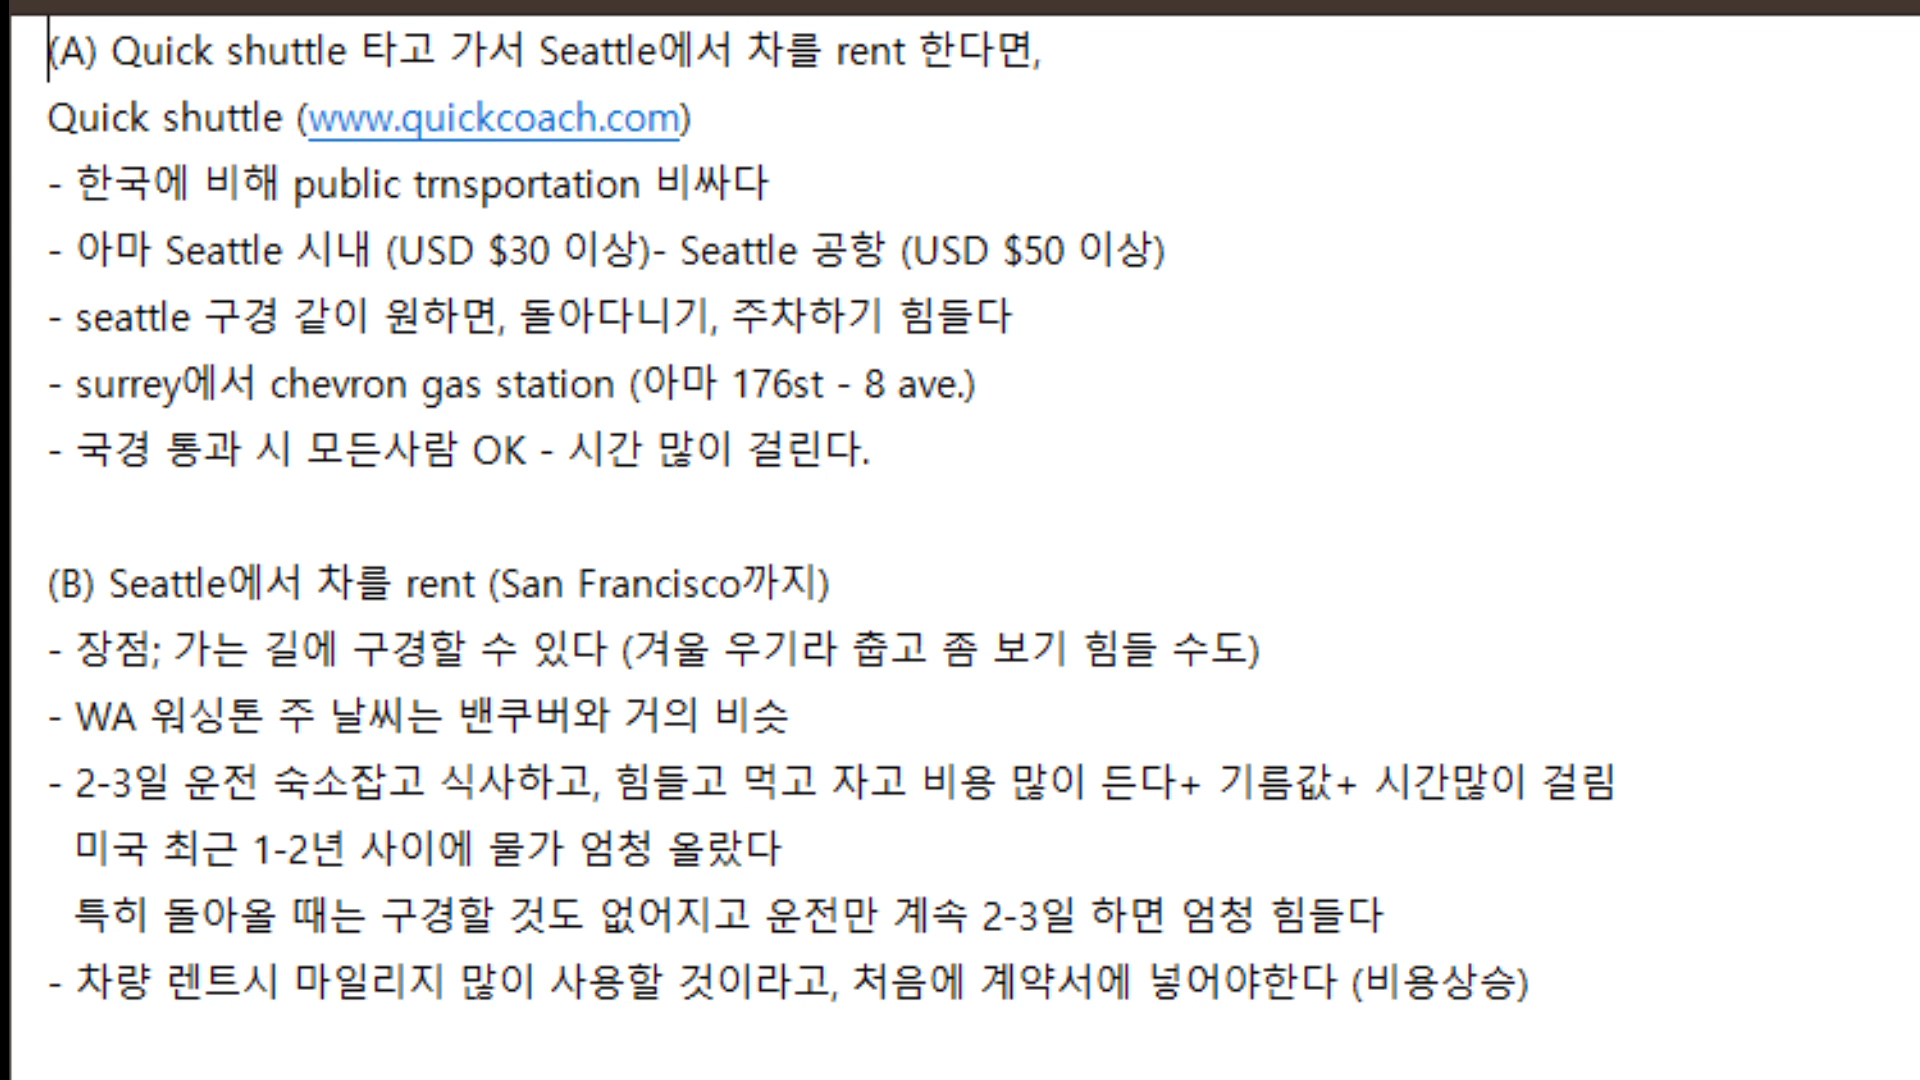 (A) Quick shuttle 타고 가서 Seattle에서 차를 rent 한다면,
Quick shuttle (www.quickcoach.com)
- 한국에 비해 public trnsportation 비싸다
- 아마 Seattle 시내 (USD $30 이상)- Seattle 공항 (USD $50 이상)
- seattle 구경 같이 원하면, 돌아다니기, 주차하기 힘들다
- surrey에서 chevron gas station (아마 176st - 8 ave.)
- 국경 통과 시 모든사람 OK - 시간 많이 걸린다.
(B) Seattle에서 차를 rent (San Francisco까지)
- 장점; 가는 길에 구경할 수 있다 (겨울 우기라 춥고 좀 보기 힘들 수도)
- WA 워싱톤 주 날씨는 밴쿠버와 거의 비슷
- 2-3일 운전 숙소잡고 식사하고, 힘들고 먹고 자고 비용 많이 든다+ 기름값+ 시간많이 걸림
미국 최근 1-2년 사이에 물가 엄청 올랐다
특히 돌아올 때는 구경할 것도 없어지고 운전만 계속 2-3일 하면 엄청 힘들다
- 차량 렌트시 마일리지 많이 사용할 것이라고, 처음에 계약서에 넣어야한다 (비용상승)